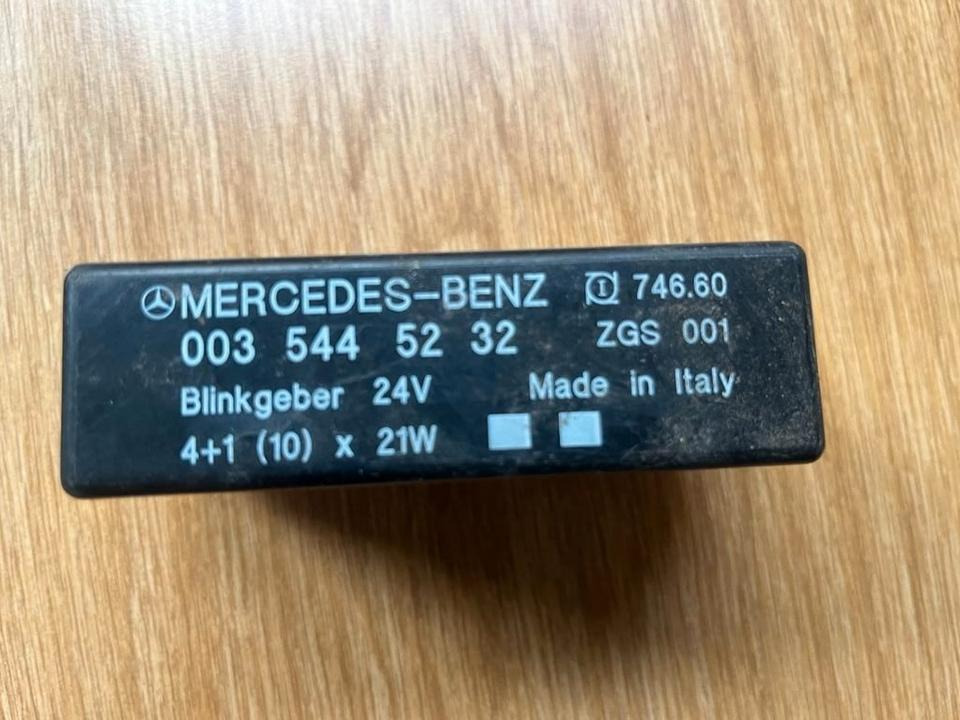 MERCEDES-BENZ 746.60
003 544 52 32 ZGS 001
Blinkgeber 24V Made in Italy
4+1 (10) x 21W